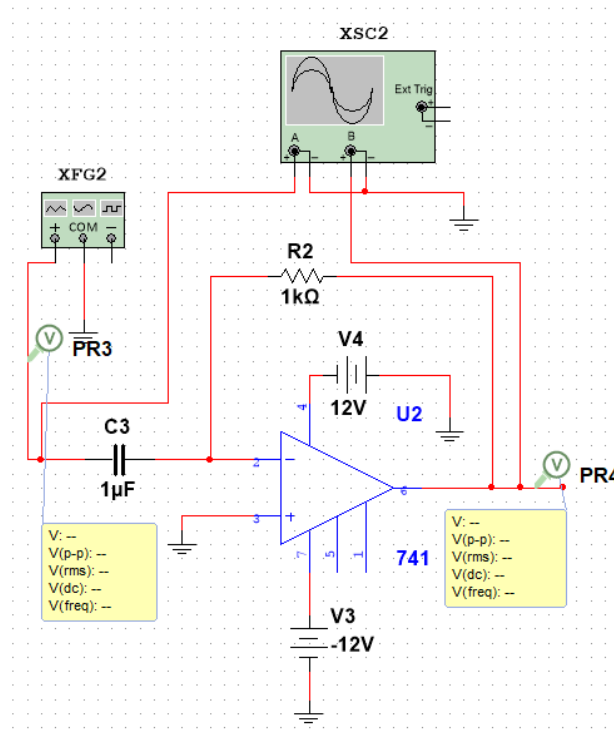 XSC2
Ext Trig
+
−
A
B
+ − + −
XFG2
+ COM −
R2
1kΩ
V
PR3
V4
12V
U2
4
C3
1µF
2
−
3
+
6
7
5
1
741
V
PR4
V: --
V(p-p): --
V(rms): --
V(dc): --
V(freq): --
V: --
V(p-p): --
V(rms): --
V(dc): --
V(freq): --
V3
-12V